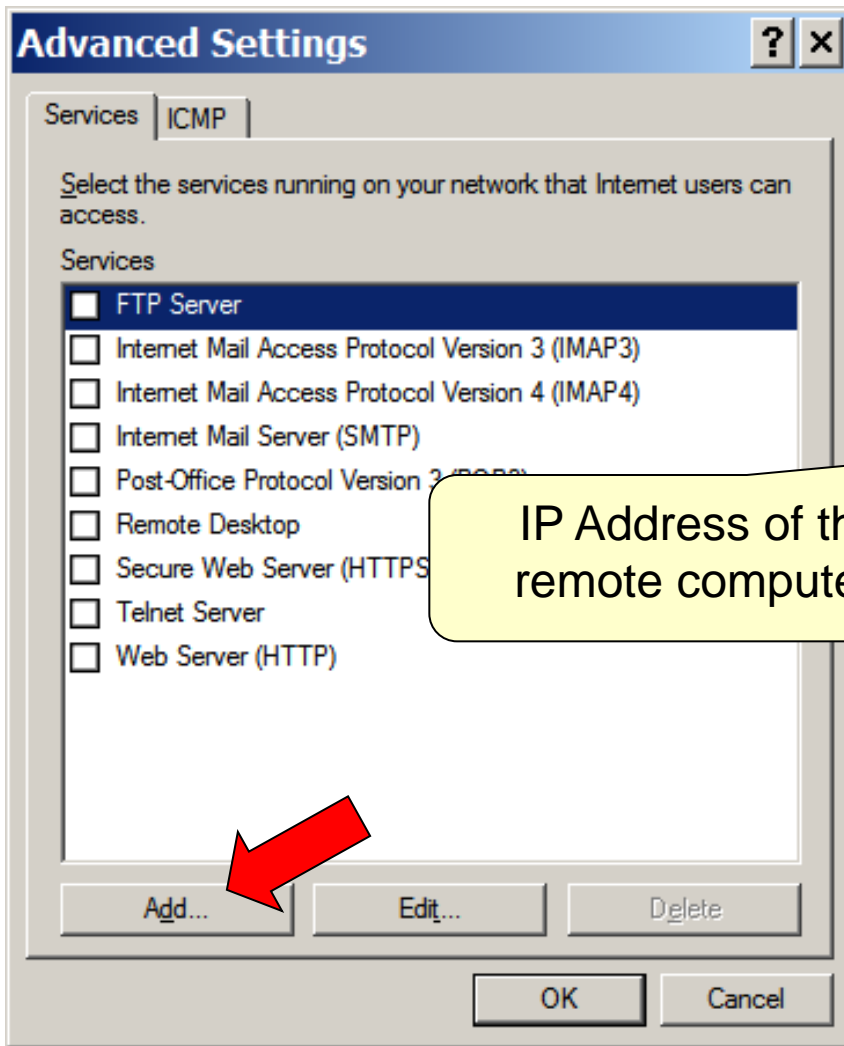 Advanced Settings
Services ICMP
Select the services running on your network that Internet users can
access.
Services
FTP Server
Internet Mail Access Protocol Version 3 (IMAP3)
Internet Mail Access Protocol Version 4 (IMAP4)
Internet Mail Server (SMTP)
Post-Office Protocol Version 3
Remote Desktop
Secure Web Server (HTTPS
Telnet Server
Web Server (HTTP)
IP Address of
remote
Add... Edit... Delete
OK Cancel